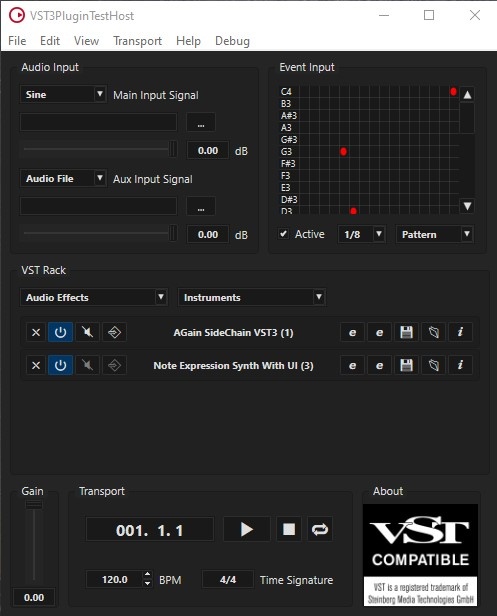 VST3PluginTestHost
File Edit View Transport Help Debug
Audio Input
Sine Main Input Signal
...
0.00 dB
Audio File Aux Input Signal
...
0.00 dB
Event Input
C4
B3
A#3
A3
G#3
G3
F#3
F3
E3
D#3
D3
Active 1/8 Pattern
VST Rack
Audio Effects Instruments
AGain SideChain VST3 (1) e e i
Note Expression Synth With UI (3) e e i
Gain
0.00
Transport
001. 1. 1
120.0 BPM 4/4 Time Signature
About
VST
COMPATIBLE
VST is a registered trademark of
Steinberg Media Technologies GmbH